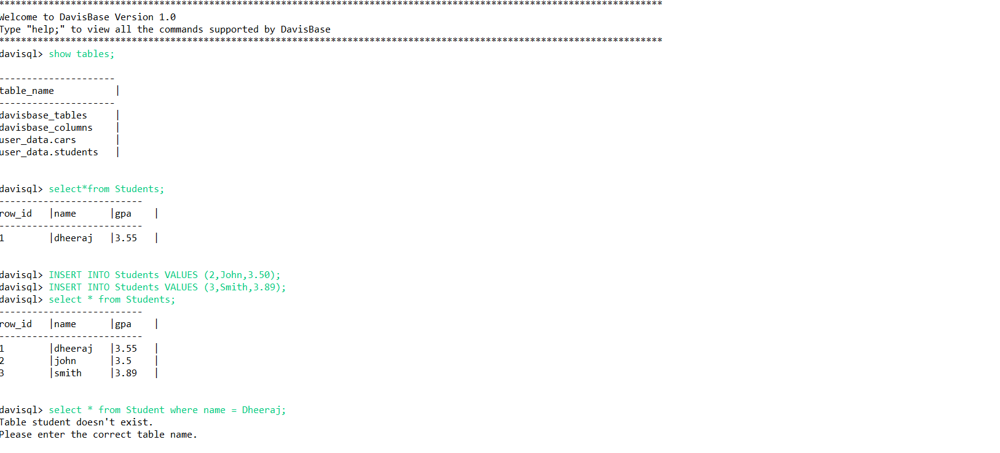 ************************************************************************************************************************
Welcome to DavisBase Version 1.0
Type "help;" to view all the commands supported by DavisBase
************************************************************************************************************************
davisql> show tables;
---------------------
table_name |
---------------------
davisbase_tables |
davisbase_columns |
user_data.cars |
user_data.students |
davisql> select*from Students;
--------------------------
row_id |name |gpa |
--------------------------
1 |dheeraj |3.55 |
davisql> INSERT INTO Students VALUES (2,John,3.50);
davisql> INSERT INTO Students VALUES (3,Smith,3.89);
davisql> select * from Students;
--------------------------
row_id |name |gpa |
--------------------------
1 |dheeraj |3.55 |
2 |john |3.5 |
3 |smith |3.89 |
davisql> select * from Student where name = Dheeraj;
Table student doesn't exist.
Please enter the correct table name.